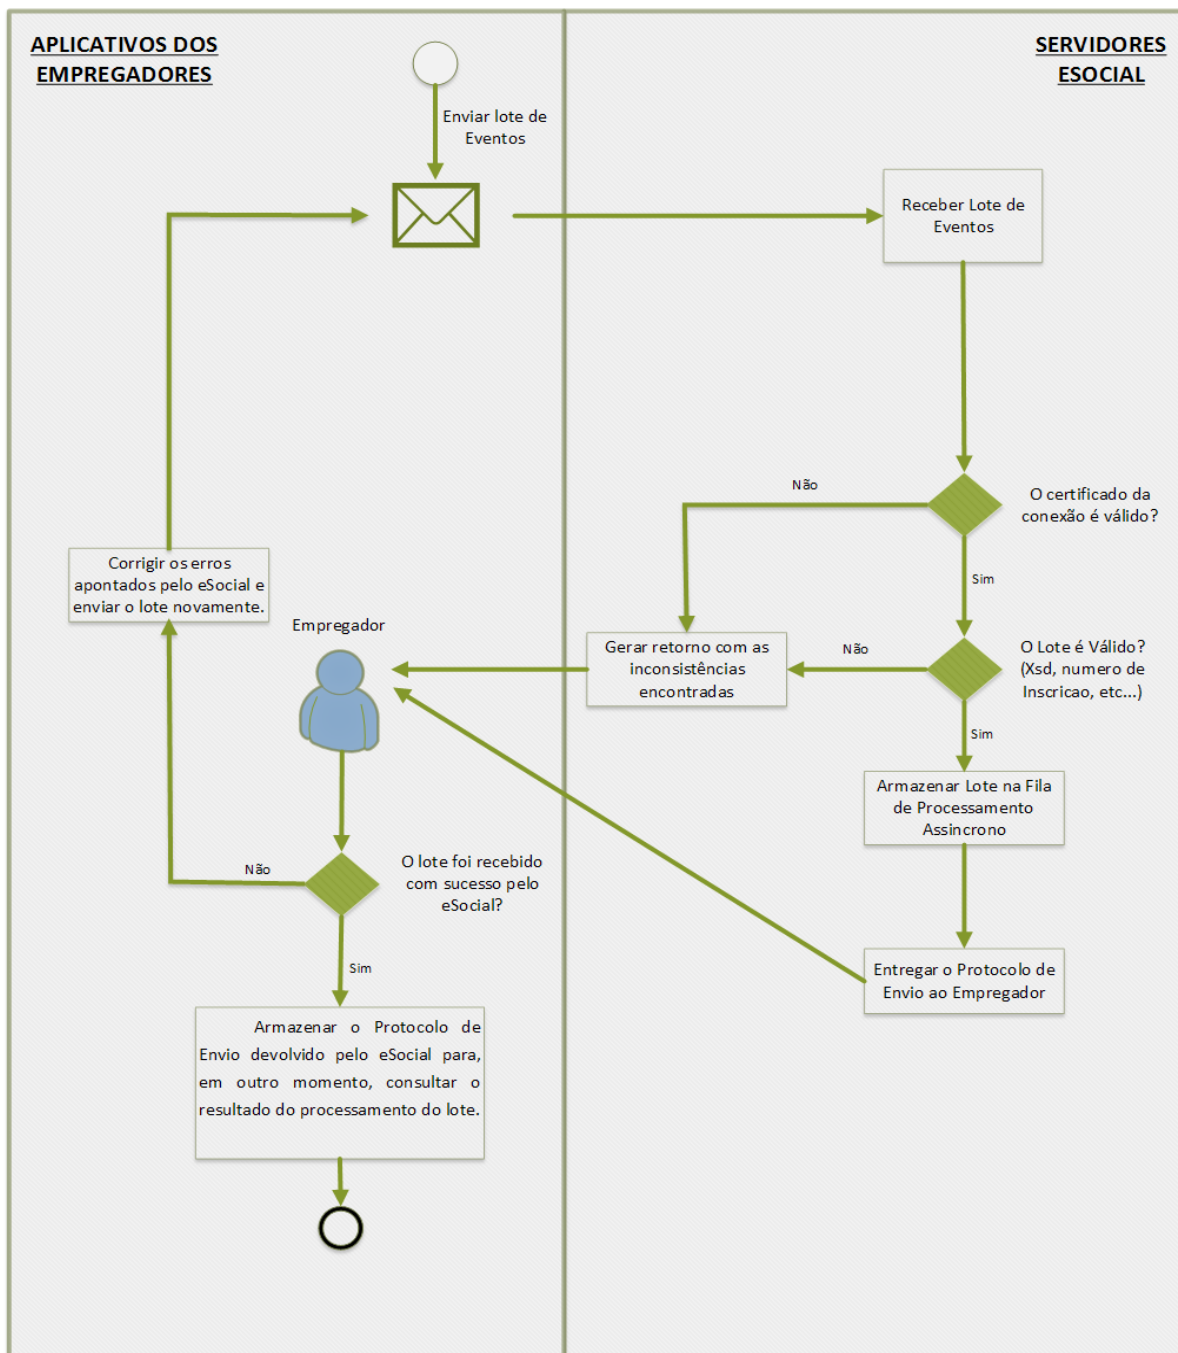 APLICATIVOS DOS
EMPREGADORES
SERVIDORES
ESOCIAL
Enviar lote de
Eventos
Receber Lote de
Eventos
Não
O certificado da
conexão é válido?
Sim
Corrigir os erros
apontados pelo eSocial e
enviar o lote novamente.
Empregador
Gerar retorno com as
inconsistências
encontradas
Não
O Lote é Válido?
(Xsd, numero de
Inscricao, etc...)
Sim
Armazenar Lote na Fila
de Processamento
Assincrono
Não
O lote foi recebido
com sucesso pelo
eSocial?
Sim
Entregar o Protocolo de
Envio ao Empregador
Armazenar o Protocolo de
Envio devolvido pelo eSocial para,
em outro momento, consultar o
resultado do processamento do lote.